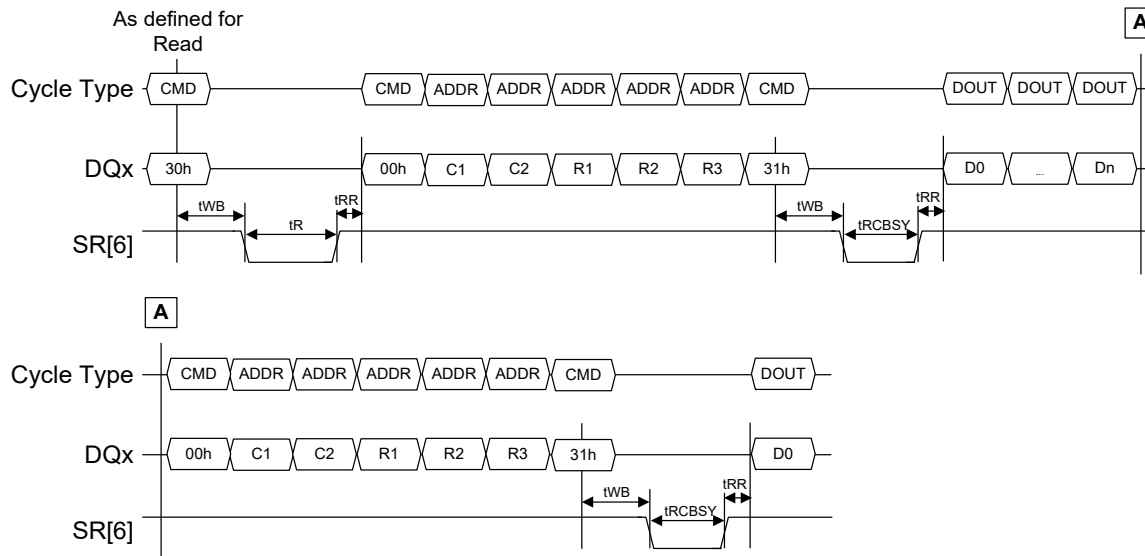 As defined for
Read
A
Cycle Type CMD CMD ADDR ADDR ADDR ADDR ADDR CMD DOUT DOUT DOUT
DQx 30h 00h C1 C2 R1 R2 R3 31h D0 ... Dn
tWB tR tRR tWB tRCBSY tRR
SR[6]
A
Cycle Type CMD ADDR ADDR ADDR ADDR ADDR CMD DOUT
DQx 00h C1 C2 R1 R2 R3 31h D0
tWB tRCBSY tRR
SR[6]